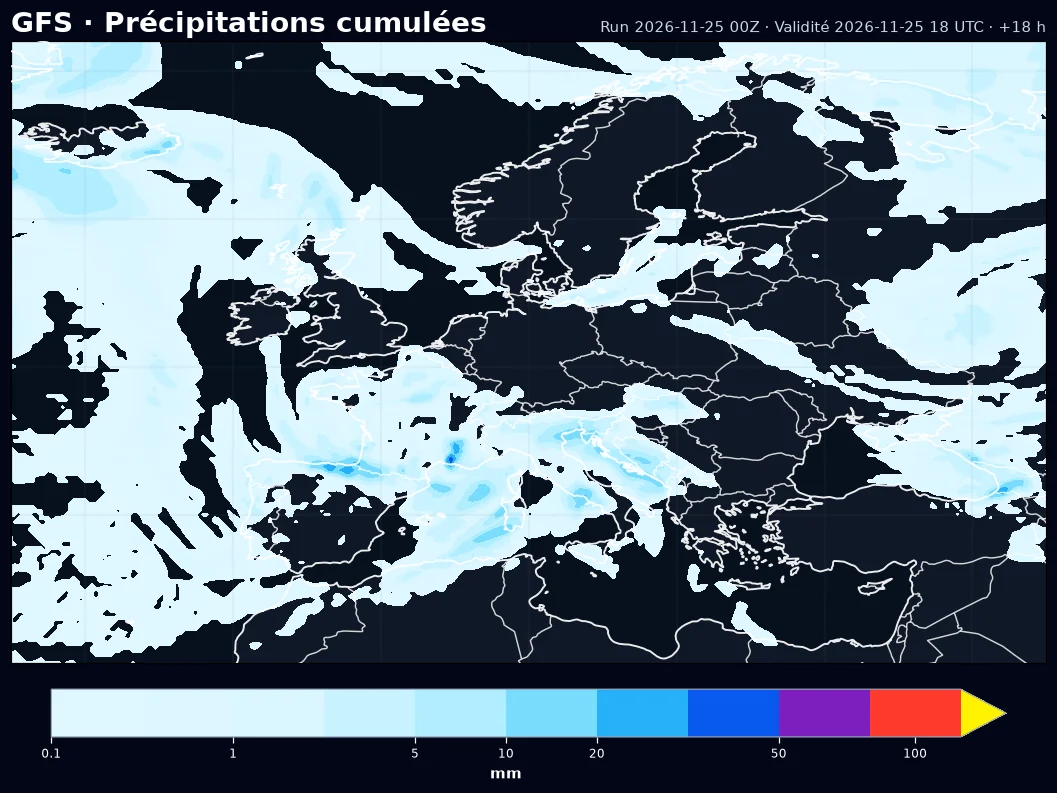 GFS · Précipitations cumulées
Run 2026-11-25 00Z · Validité 2026-11-25 18 UTC · +18 h
0.1 1 5 10 20 50 100
mm